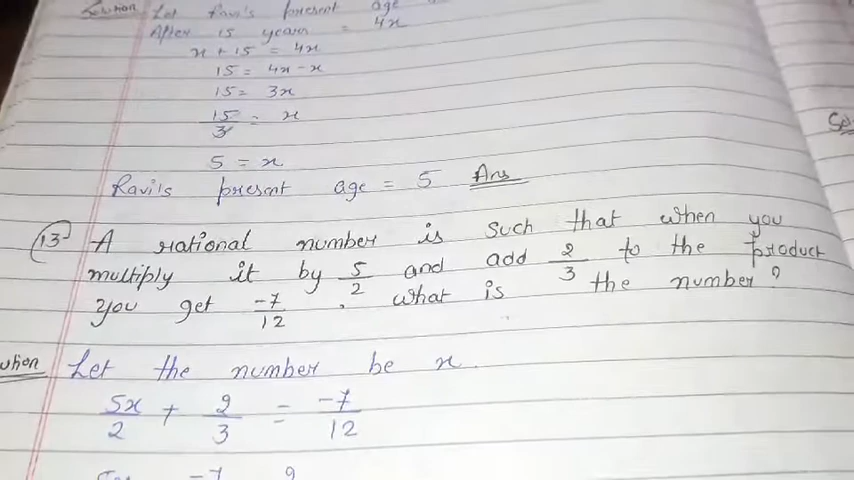 Solution Let Ravi's present age
After 15 years = 4x
x + 15 = 4x
15 = 4x - x
15 = 3x
15/3 = x
5 = x
Ravi's present age = 5 Ans
(13) A rational number is such that when you
multiply it by 5/2 and add 2/3 to the product
you get -7/12 . what is the number?
Let the number be x.
5x/2 + 2/3 = -7/12
-7 2